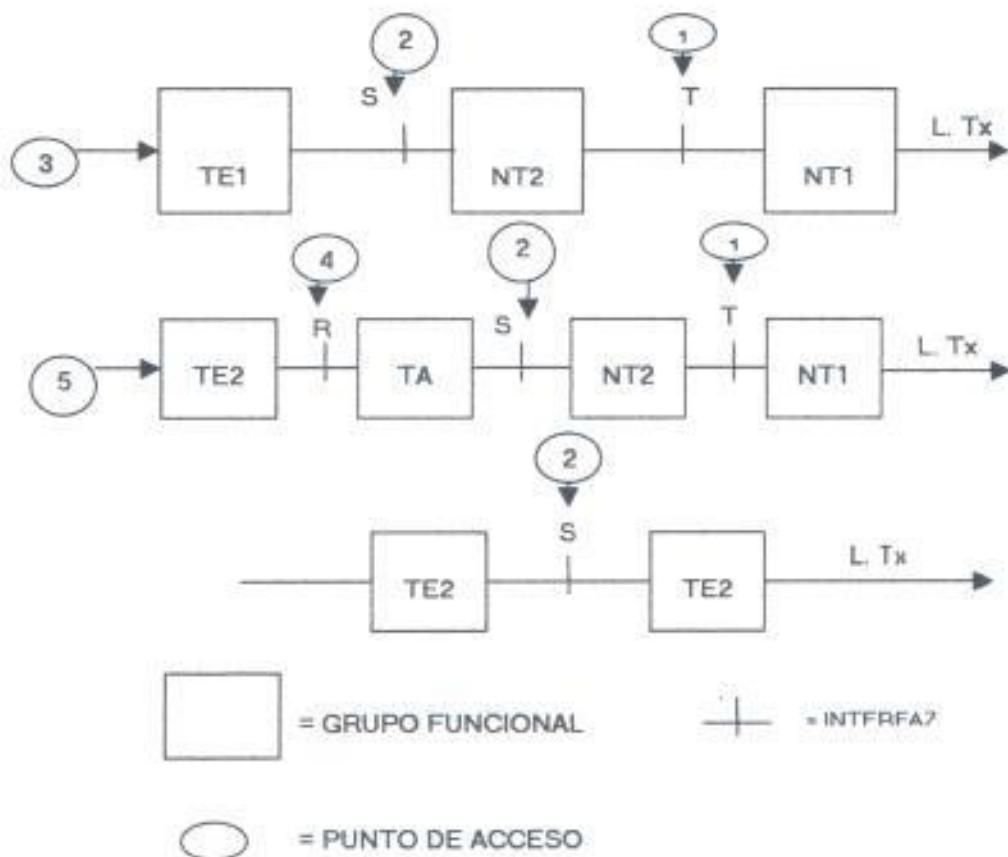 2 1
S T
3 TE1 NT2 NT1 L. Tx
4 2 1
R S T
5 TE2 TA NT2 NT1 L. Tx
2
S
TE2 TE2 L. Tx
= GRUPO FUNCIONAL = INTERFAZ
= PUNTO DE ACCESO